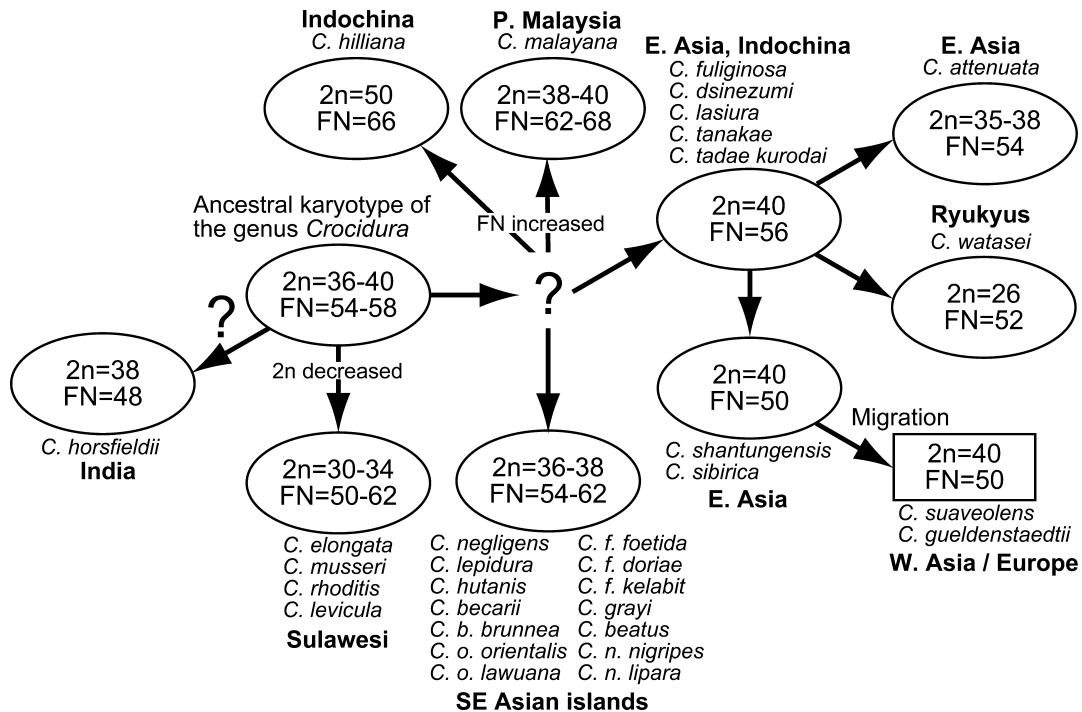 Indochina
C. hilliana
2n=50
FN=66
P. Malaysia
C. malayana
2n=38-40
FN=62-68
E. Asia, Indochina
C. fuliginosa
C. dsinezumi
C. lasiura
C. tanakae
C. tadae kurodai
2n=40
FN=56
E. Asia
C. attenuata
2n=35-38
FN=54
Ryukyus
C. watasei
2n=26
FN=52
Ancestral karyotype of
the genus Crocidura
2n=36-40
FN=54-58
FN increased
?
?
2n=38
FN=48
C. horsfieldii
India
2n decreased
2n=30-34
FN=50-62
C. elongata
C. musseri
C. rhoditis
C. levicula
Sulawesi
2n=36-38
FN=54-62
C. negligens
C. lepidura
C. hutanis
C. becarii
C. b. brunnea
C. o. orientalis
C. o. lawuana
C. f. foetida
C. f. doriae
C. f. kelabit
C. grayi
C. beatus
C. n. nigripes
C. n. lipara
SE Asian islands
2n=40
FN=50
C. shantungensis
C. sibirica
E. Asia
Migration
2n=40
FN=50
C. suaveolens
C. gueldenstaedtii
W. Asia / Europe